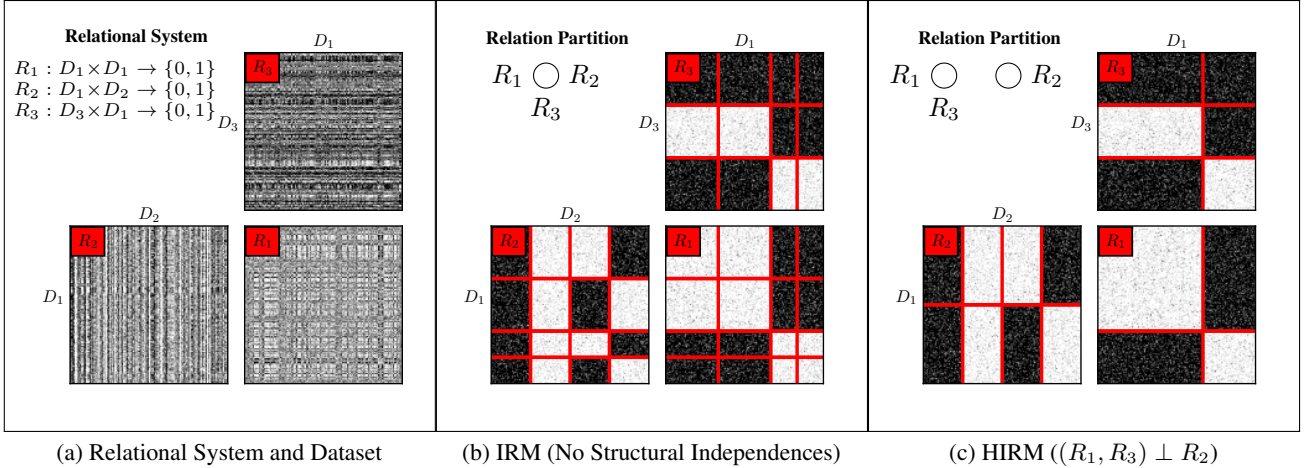 Relational System
R₁ : D₁×D₁ → {0, 1}
R₂ : D₁×D₂ → {0, 1}
R₃ : D₃×D₁ → {0, 1}
D₁
R₃
D₃
D₂
R₂
R₁
D₁
(a) Relational System and Dataset
Relation Partition
R₁ R₂
R₃
D₁
R₃
D₃
D₂
R₂
R₁
D₁
(b) IRM (No Structural Independences)
Relation Partition
R₁ R₂
R₃
D₁
R₃
D₃
D₂
R₂
R₁
D₁
(c) HIRM ((R₁, R₃) ⊥ R₂)